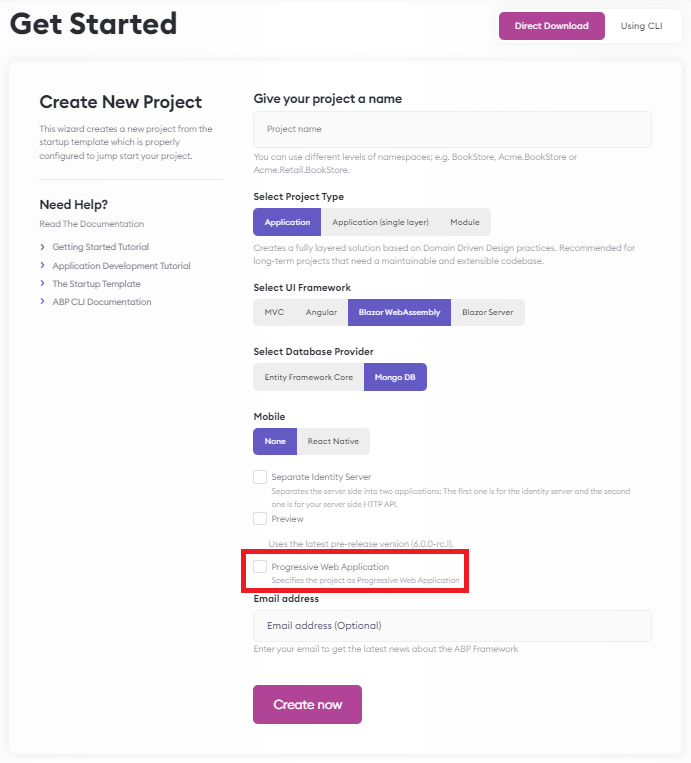 Get Started
Direct Download
Using CLI
Create New Project
This wizard creates a new project from the
startup template which is properly
configured to jump start your project.
Need Help?
Read The Documentation
Getting Started Tutorial
Application Development Tutorial
The Startup Template
ABP CLI Documentation
Give your project a name
Project name
You can use different levels of namespaces; e.g. BookStore, Acme.BookStore or
Acme.Retail.BookStore.
Select Project Type
Application
Application (single layer)
Module
Creates a fully layered solution based on Domain Driven Design practices. Recommended for
long-term projects that need a maintainable and extensible codebase.
Select UI Framework
MVC
Angular
Blazor WebAssembly
Blazor Server
Select Database Provider
Entity Framework Core
Mongo DB
Mobile
None
React Native
Separate Identity Server
Separates the server side into two applications: The first one is for the identity server and the second
one is for your server side HTTP API.
Preview
Uses the latest pre-release version (6.0.0-rc.1).
Progressive Web Application
Specifies the project as Progressive Web Application
Email address
Email address (Optional)
Enter your email to get the latest news about the ABP Framework
Create now